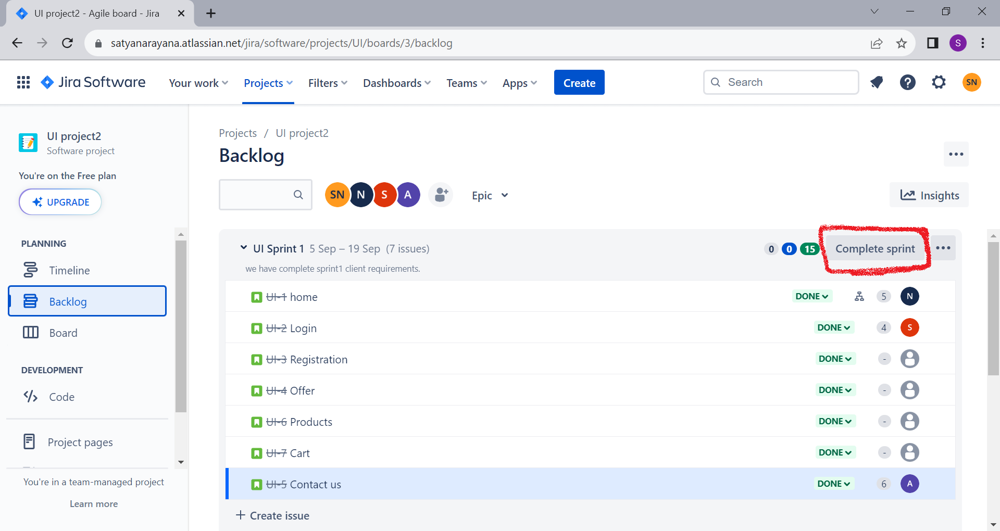 UI project2 - Agile board - Jira
satyanarayana.atlassian.net/jira/software/projects/UI/boards/3/backlog
S
Jira Software
Your work
Projects
Filters
Dashboards
Teams
Apps
Create
Search
SN
UI project2
Software project
You're on the Free plan
UPGRADE
PLANNING
Timeline
Backlog
Board
DEVELOPMENT
Code
Project pages
You're in a team-managed project
Learn more
Projects / UI project2
Backlog
SN N S A
Epic
Insights
UI Sprint 1 5 Sep – 19 Sep (7 issues)
0 0 15 Complete sprint
we have complete sprint1 client requirements.
UI-1 home DONE 5 N
UI-2 Login DONE 4 S
UI-3 Registration DONE -
UI-4 Offer DONE -
UI-6 Products DONE -
UI-7 Cart DONE -
UI-5 Contact us DONE 6 A
+ Create issue